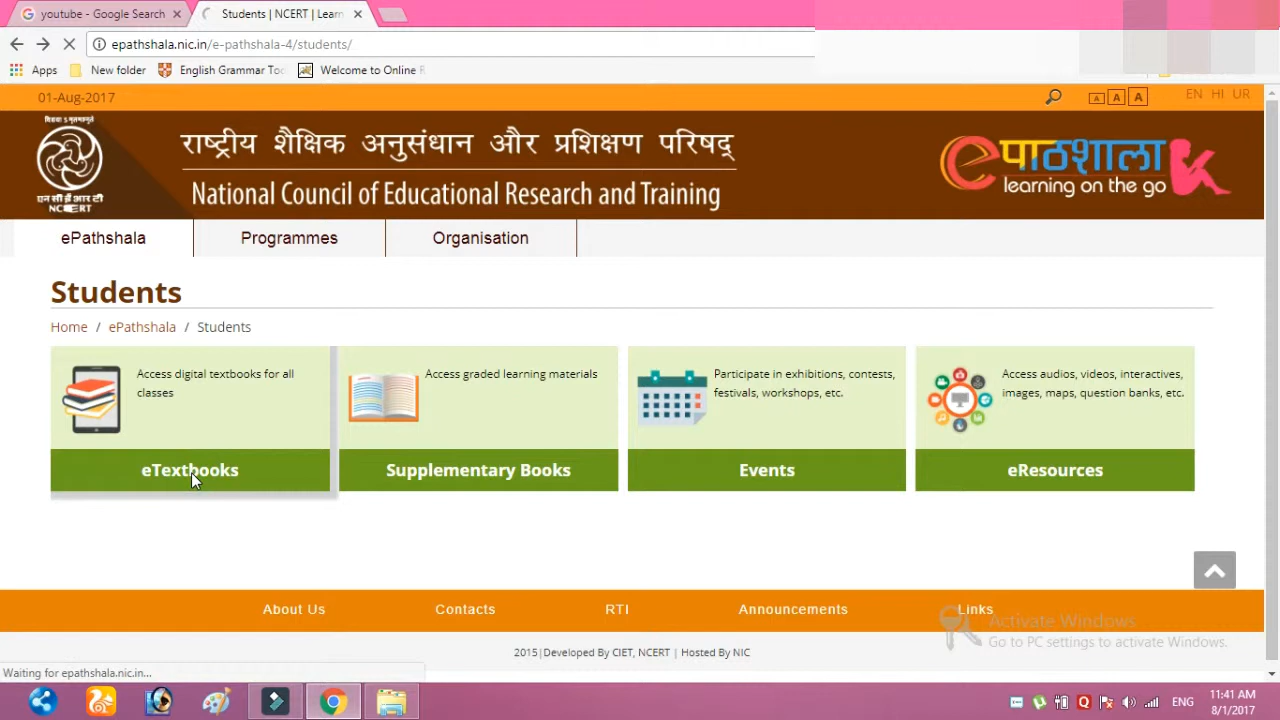 youtube - Google Search
Students | NCERT | Learn
epathshala.nic.in/e-pathshala-4/students/
Apps New folder English Grammar Too Welcome to Online
01-Aug-2017
A A A EN HI UR
राष्ट्रीय शैक्षिक अनुसंधान और प्रशिक्षण परिषद्
National Council of Educational Research and Training
एन सी ई आर टी
NCERT
eपाठशाला
learning on the go
ePathshala Programmes Organisation
Students
Home / ePathshala / Students
Access digital textbooks for all
classes
eTextbooks
Access graded learning materials
Supplementary Books
Participate in exhibitions, contests,
festivals, workshops, etc.
Events
Access audios, videos, interactives,
images, maps, question banks, etc.
eResources
About Us Contacts RTI Announcements Links
Activate Windows
Go to PC settings to activate Windows.
2015|Developed By CIET, NCERT | Hosted By NIC
Waiting for epathshala.nic.in...
ENG
11:41 AM
8/1/2017